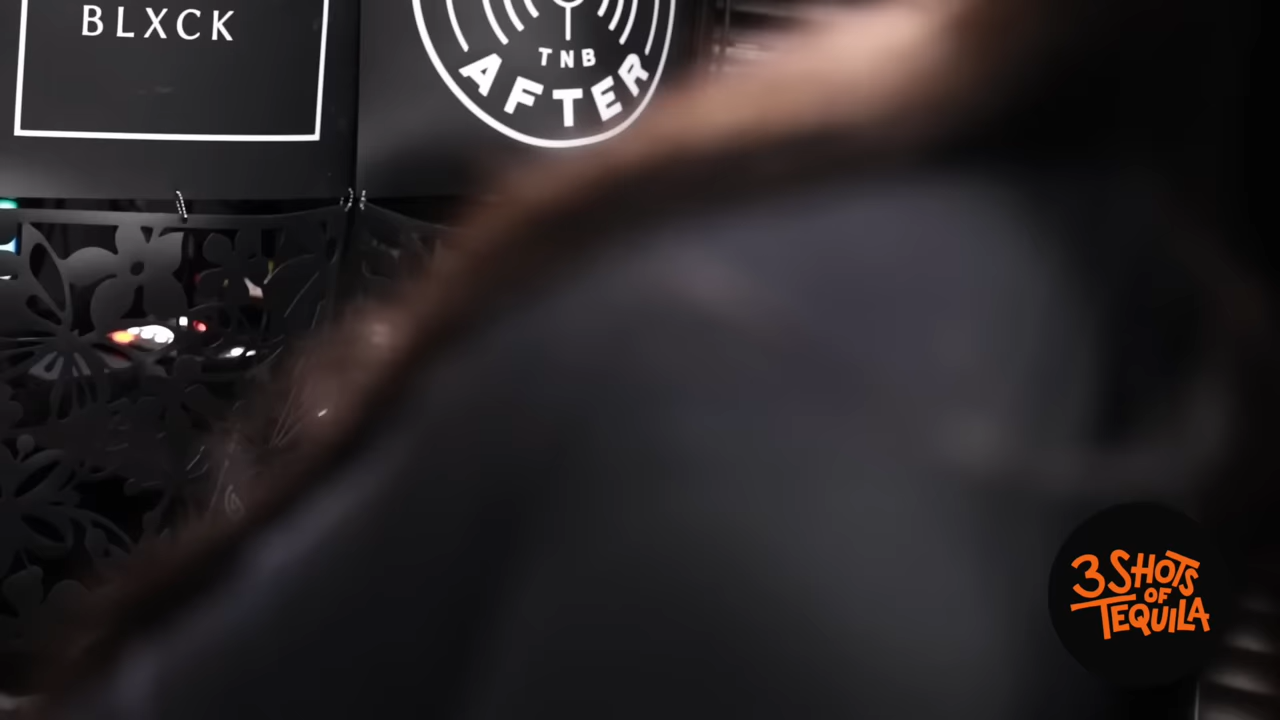 BLXCK
TNB
AFTER
3 SHOTS
OF
TEQUILA